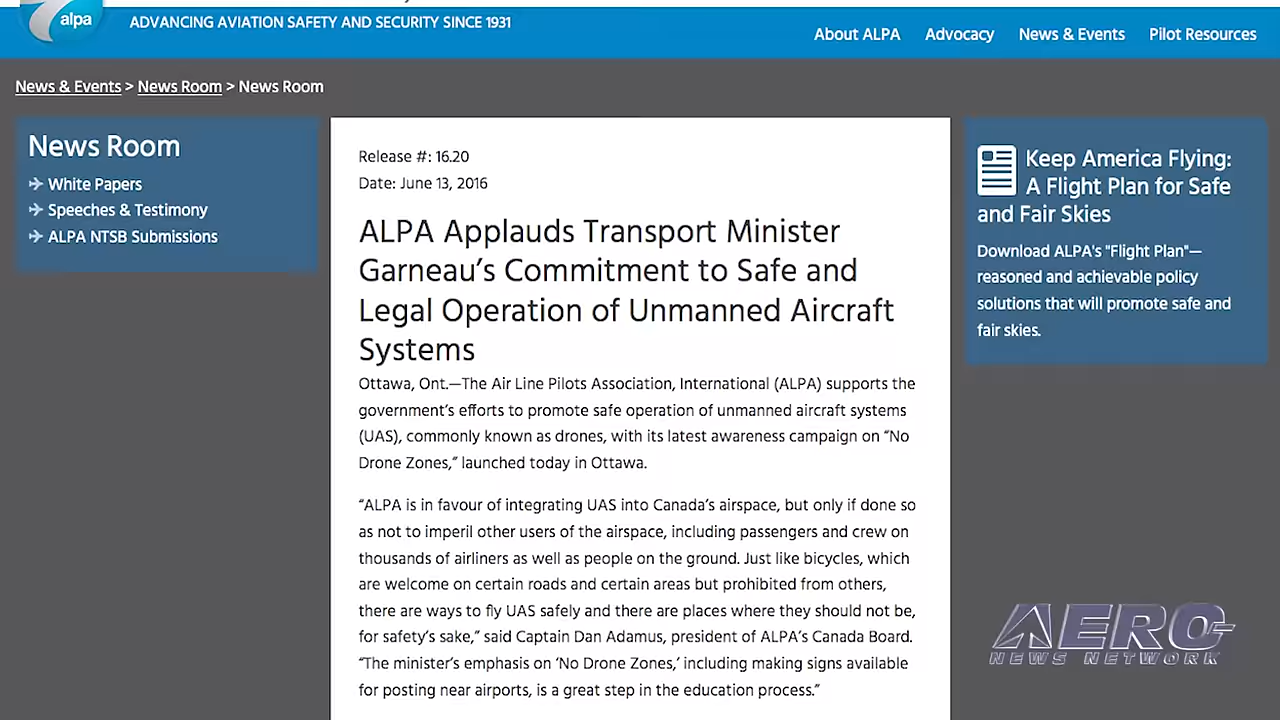 alpa
ADVANCING AVIATION SAFETY AND SECURITY SINCE 1931
About ALPA Advocacy News & Events Pilot Resources
News & Events > News Room > News Room
News Room
White Papers
Speeches & Testimony
ALPA NTSB Submissions
Release #: 16.20
Date: June 13, 2016
ALPA Applauds Transport Minister
Garneau’s Commitment to Safe and
Legal Operation of Unmanned Aircraft
Systems
Ottawa, Ont.—The Air Line Pilots Association, International (ALPA) supports the
government’s efforts to promote safe operation of unmanned aircraft systems
(UAS), commonly known as drones, with its latest awareness campaign on “No
Drone Zones,” launched today in Ottawa.
“ALPA is in favour of integrating UAS into Canada’s airspace, but only if done so
as not to imperil other users of the airspace, including passengers and crew on
thousands of airliners as well as people on the ground. Just like bicycles, which
are welcome on certain roads and certain areas but prohibited from others,
there are ways to fly UAS safely and there are places where they should not be,
for safety’s sake,” said Captain Dan Adamus, president of ALPA’s Canada Board.
“The minister’s emphasis on ‘No Drone Zones,’ including making signs available
for posting near airports, is a great step in the education process.”
Keep America Flying:
A Flight Plan for Safe
and Fair Skies
Download ALPA's "Flight Plan"—
reasoned and achievable policy
solutions that will promote safe and
fair skies.
AERO
NEWS NETWORK